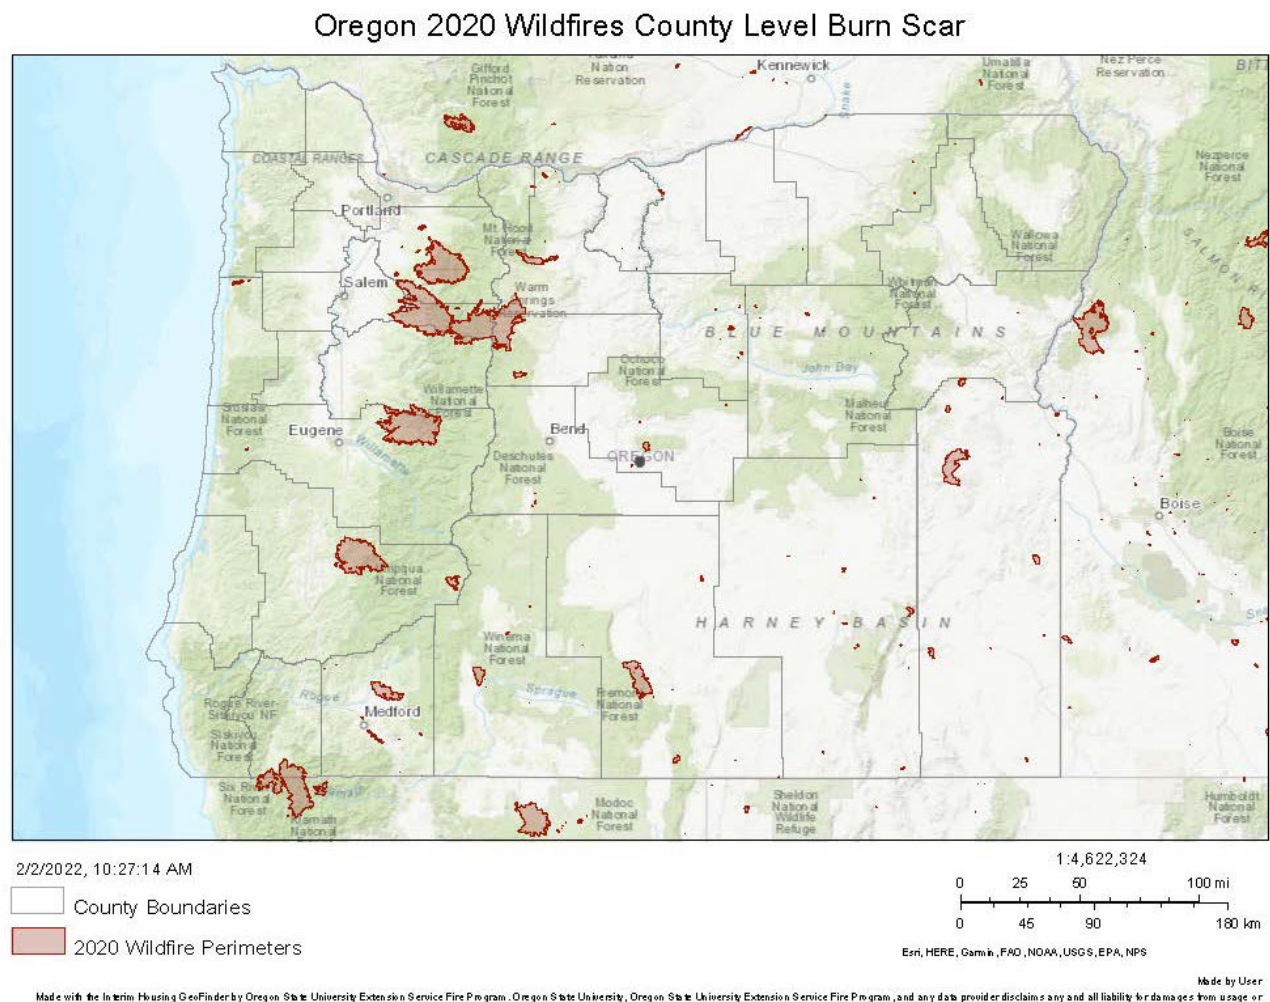 Oregon 2020 Wildfires County Level Burn Scar
Gifford
Pinchot
National
Forest
Nation
Reservation
Kennewick
Snake
Umatilla
National
Forest
Nez Perce
Reservation
BITT
COASTAL RANGES
CASCADE RANGE
Nezperce
National
Forest
Portland
Mt. Hood
National
Forest
Wallowa
National
Forest
SALMON R
Salem
Warm
Springs
Reservation
Whitman
National
Forest
BLUE MOUNTAINS
Ochoco
National
Forest
John Day
Willamette
National
Forest
Siuslaw
National
Forest
Malheur
National
Forest
Eugene
Willamette
Bend
OREGON
Deschutes
National
Forest
Boise
National
Forest
Boise
Umpqua
National
Forest
HARNEY BASIN
Winema
National
Forest
Rogue
Sprague
Fremont
National
Forest
Rogue River-
Siskiyou NF
Medford
Siskiyou
National
Forest
Six Rivers
National
Forest
Klamath
National
Modoc
National
Forest
Sheldon
National
Wildlife
Refuge
Humboldt
National
Forest
2/2/2022, 10:27:14 AM
1:4,622,324
0 25 50 100 mi
0 45 90 180 km
County Boundaries
2020 Wildfire Perimeters
Esri, HERE, Garmin, FAO, NOAA, USGS, EPA, NPS
Made by User
Made with the Interim Housing GeoFinder by Oregon State University Extension Service Fire Program. Oregon State University, Oregon State University Extension Service Fire Program, and any data provider disclaims any and all liability for damages from usage or